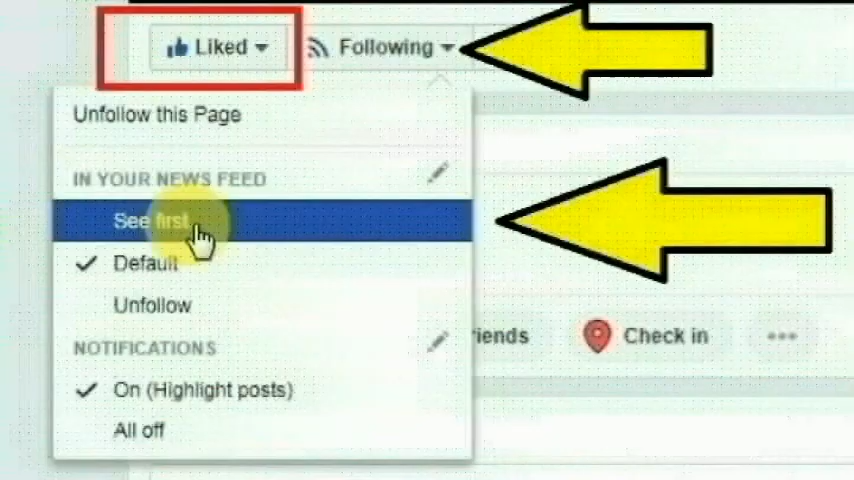 Liked
Following
Unfollow this Page
IN YOUR NEWS FEED
See first
Default
Unfollow
NOTIFICATIONS
riends
Check in
On (Highlight posts)
All off